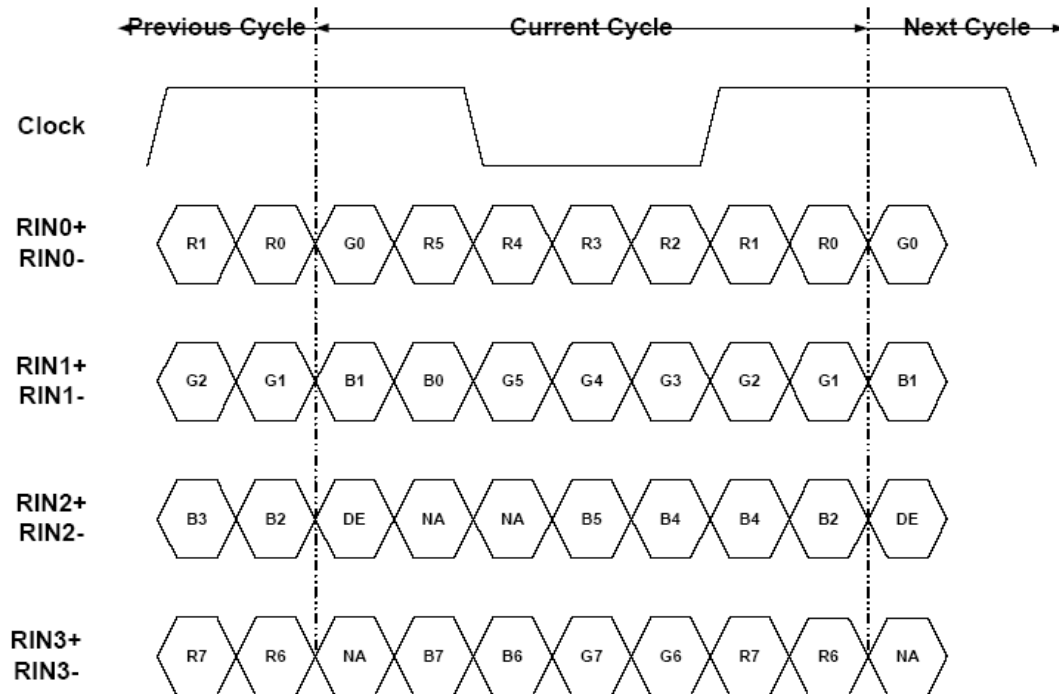 Previous Cycle Current Cycle Next Cycle
Clock
RIN0+
RIN0-
R1 R0 G0 R5 R4 R3 R2 R1 R0 G0
RIN1+
RIN1-
G2 G1 B1 B0 G5 G4 G3 G2 G1 B1
RIN2+
RIN2-
B3 B2 DE NA NA B5 B4 B4 B2 DE
RIN3+
RIN3-
R7 R6 NA B7 B6 G7 G6 R7 R6 NA